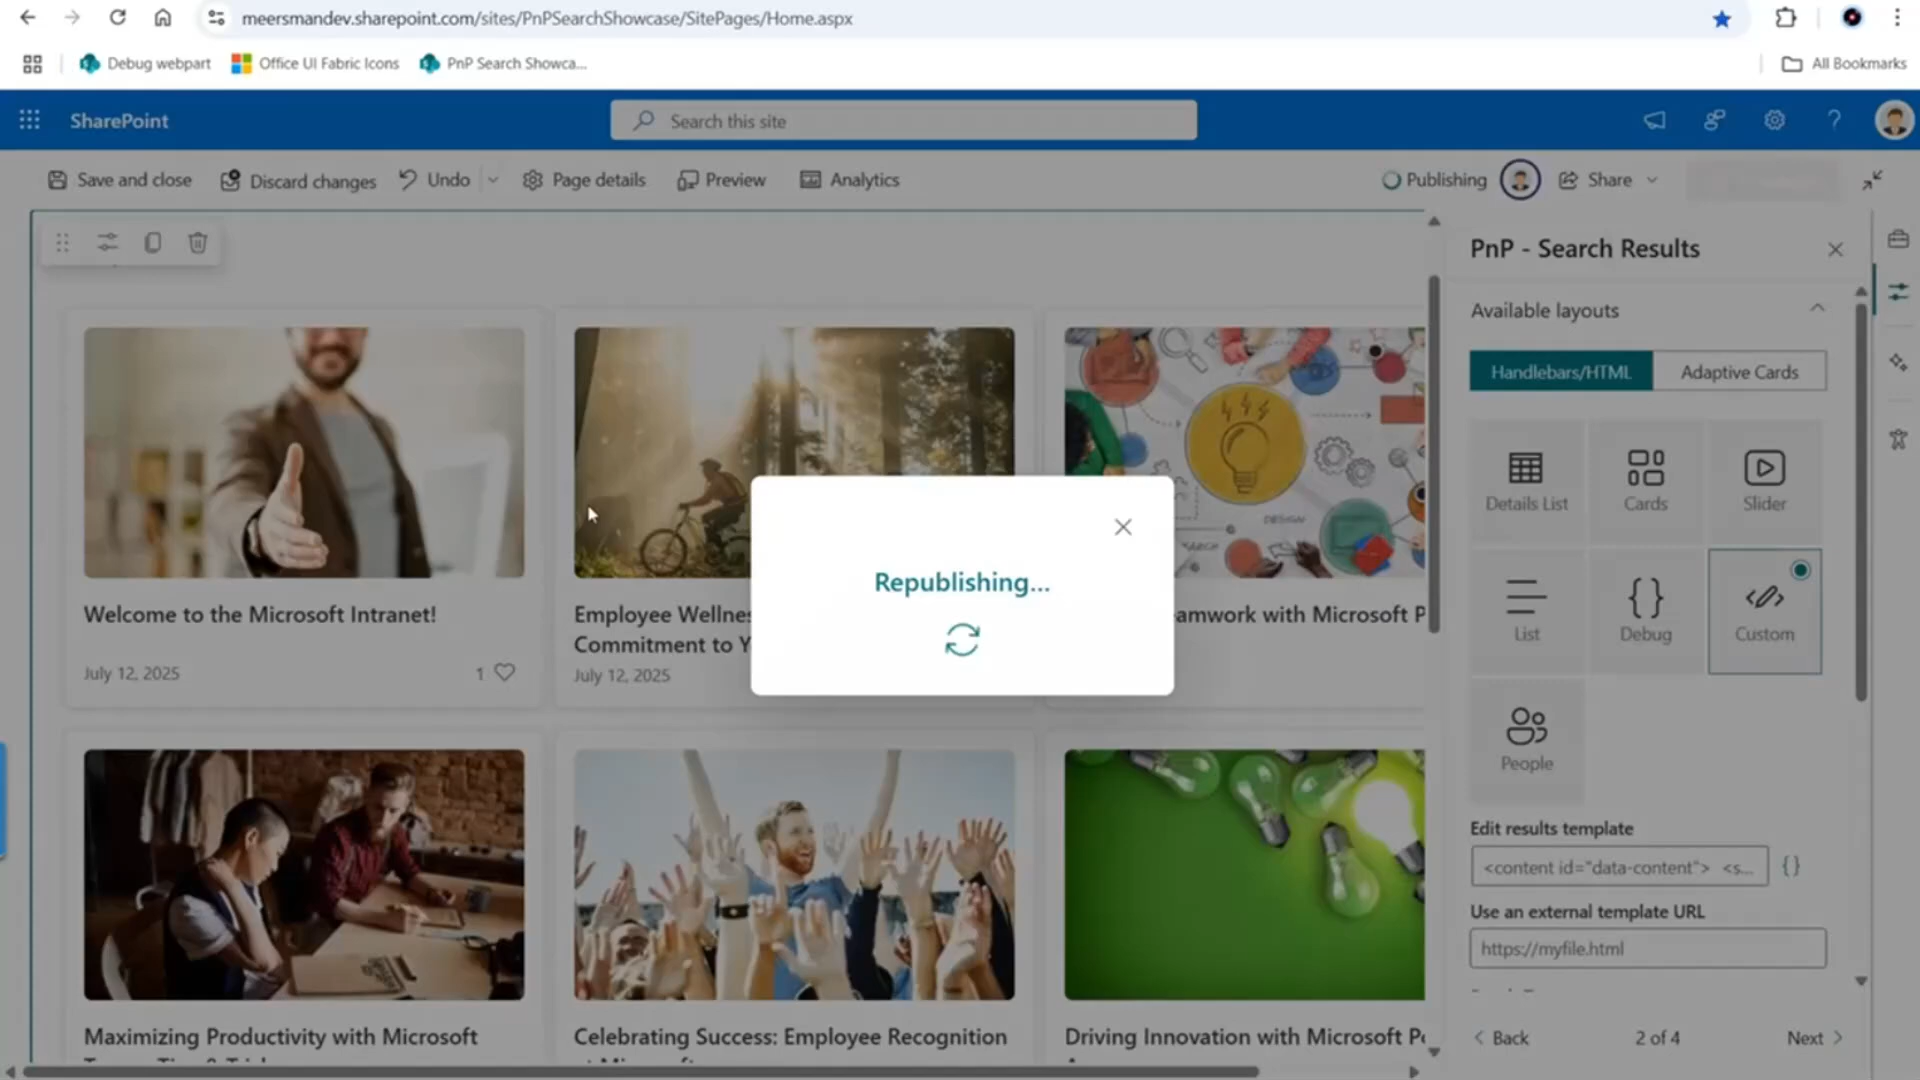 meersmandev.sharepoint.com/sites/PnPSearchShowcase/SitePages/Home.aspx
Debug webpart
Office UI Fabric Icons
PnP Search Showca...
All Bookmarks
SharePoint
Search this site
Save and close
Discard changes
Undo
Page details
Preview
Analytics
Publishing
Share
PnP - Search Results
Available layouts
Handlebars/HTML
Adaptive Cards
Details List
Cards
Slider
List
Debug
Custom
People
Edit results template
<content id="data-content"> <s...
{}
Use an external template URL
https://myfile.html
Back
2 of 4
Next
Republishing...
Welcome to the Microsoft Intranet!
July 12, 2025
1
Employee Wellne
Commitment to Y
July 12, 2025
DESIGN
amwork with Microsoft P
Maximizing Productivity with Microsoft
Celebrating Success: Employee Recognition
Driving Innovation with Microsoft P